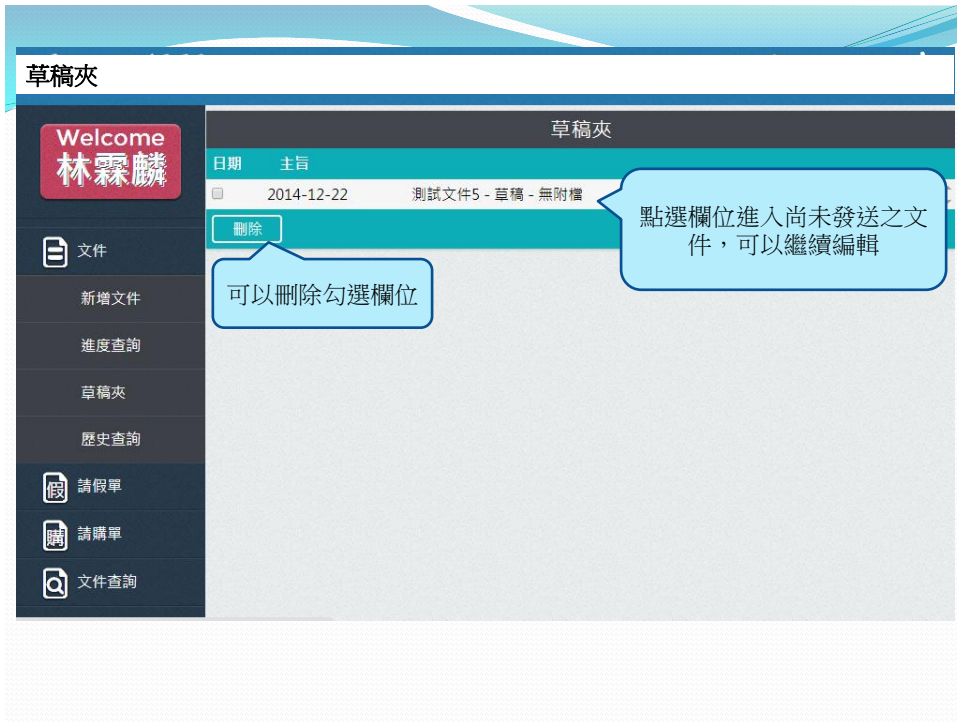 草稿夾
Welcome
林霖麟
草稿夾
日期 主旨
2014-12-22 測試文件5 - 草稿 - 無附檔
刪除
點選欄位進入尚未發送之文
件，可以繼續編輯
可以刪除勾選欄位
文件
新增文件
進度查詢
草稿夾
歷史查詢
假 請假單
購 請購單
文件查詢